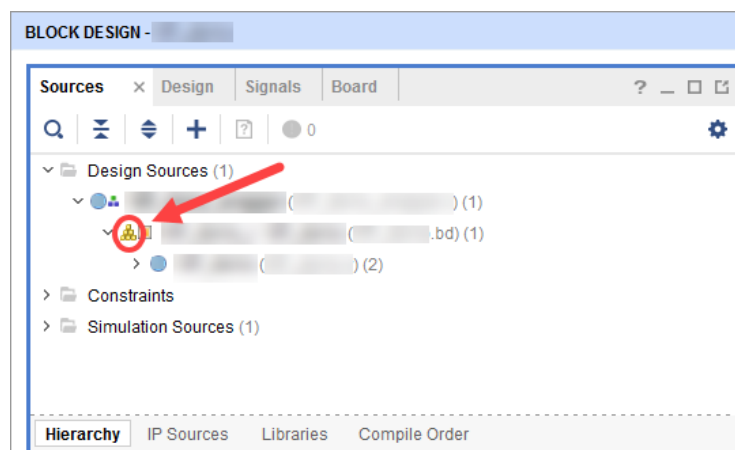 BLOCK DESIGN -
Sources × Design Signals Board ?
? 0
Design Sources (1)
( ) (1)
( .bd) (1)
( ) (2)
Constraints
Simulation Sources (1)
Hierarchy IP Sources Libraries Compile Order